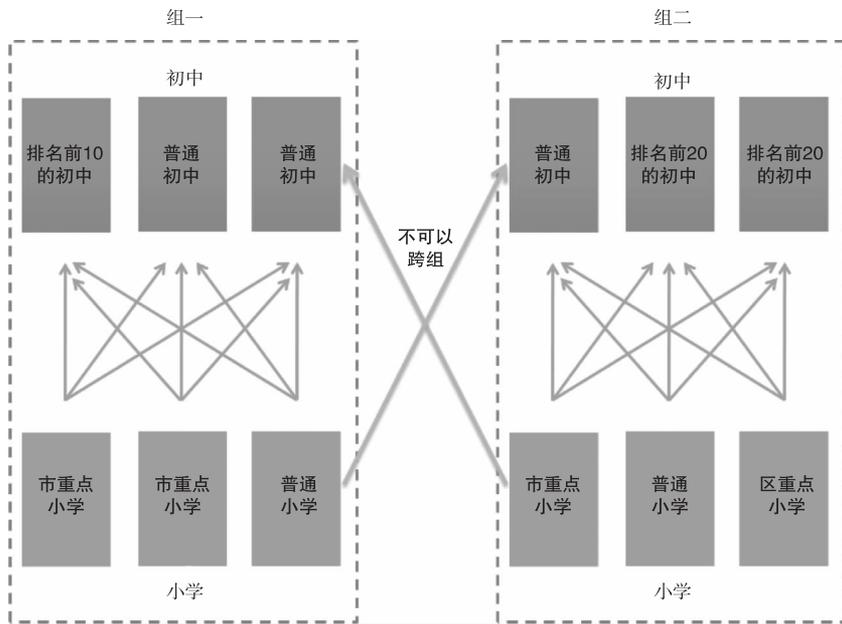 组一
组二
初中
初中
排名前10
的初中
普通
初中
普通
初中
普通
初中
排名前20
的初中
排名前20
的初中
不可以
跨组
市重点
小学
市重点
小学
普通
小学
市重点
小学
普通
小学
区重点
小学
小学
小学